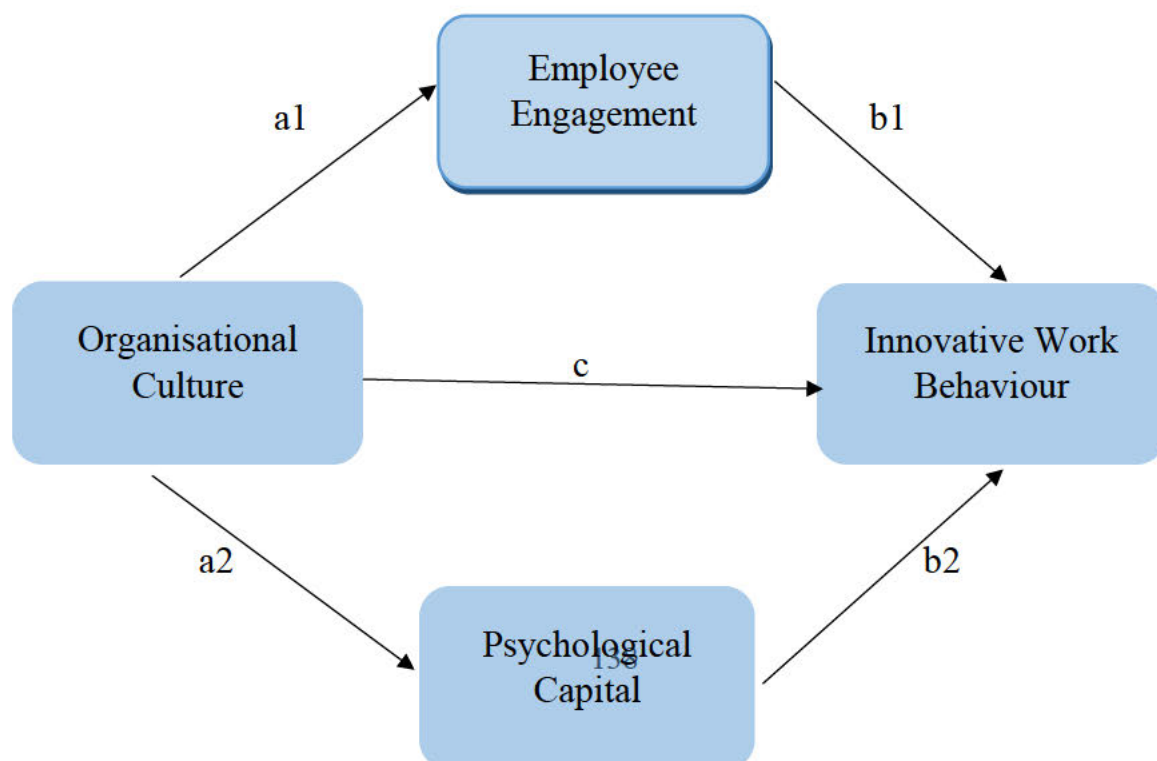 Employee
Engagement
a1
b1
Organisational
Culture
c
Innovative Work
Behaviour
a2
b2
Psychological
Capital